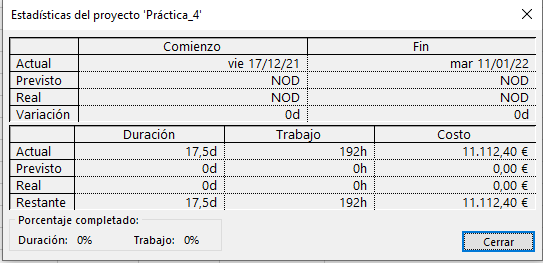 Estadísticas del proyecto 'Práctica_4'
Comienzo Fin
Actual vie 17/12/21 mar 11/01/22
Previsto NOD NOD
Real NOD NOD
Variación 0d 0d
Duración Trabajo Costo
Actual 17,5d 192h 11.112,40 €
Previsto 0d 0h 0,00 €
Real 0d 0h 0,00 €
Restante 17,5d 192h 11.112,40 €
Porcentaje completado:
Duración: 0% Trabajo: 0%
Cerrar